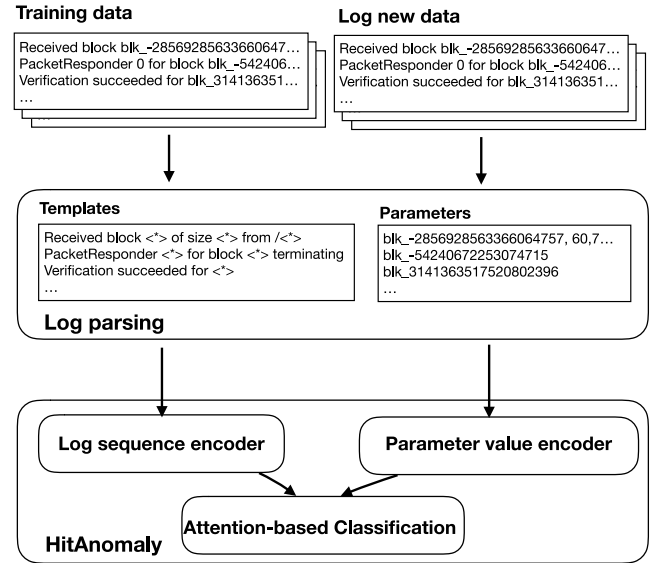 Training data
Received block blk_-28569285633660647...
PacketResponder 0 for block blk_-542406...
Verification succeeded for blk_314136351...
...
...
Log new data
Received block blk_-28569285633660647...
PacketResponder 0 for block blk_-542406...
Verification succeeded for blk_314136351...
...
Templates
Received block <*> of size <*> from /<*>
PacketResponder <*> for block <*> terminating
Verification succeeded for <*>
...
Parameters
blk_-2856928563366064757, 60,7...
blk_-54240672253074715
blk_3141363517520802396
...
Log parsing
Log sequence encoder
Parameter value encoder
Attention-based Classification
HitAnomaly